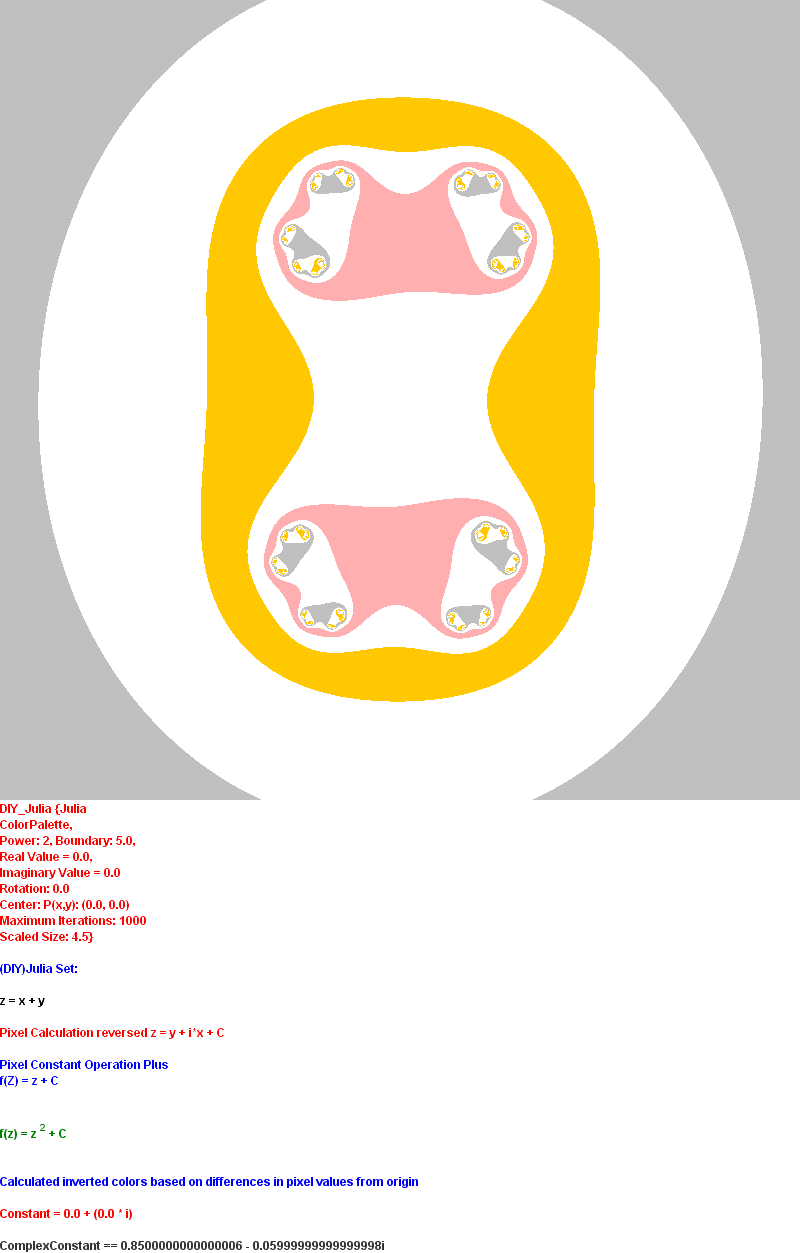 DIY_Julia {Julia
ColorPalette,
Power: 2, Boundary: 5.0,
Real Value = 0.0,
Imaginary Value = 0.0
Rotation: 0.0
Center: P(x,y): (0.0, 0.0)
Maximum Iterations: 1000
Scaled Size: 4.5}
(DIY)Julia Set:
z = x + y
Pixel Calculation reversed z = y + i*x + C
Pixel Constant Operation Plus
f(Z) = z + C
f(z) = z 2 + C
Calculated inverted colors based on differences in pixel values from origin
Constant = 0.0 + (0.0 * i)
ComplexConstant == 0.8500000000000006 - 0.05999999999999998i